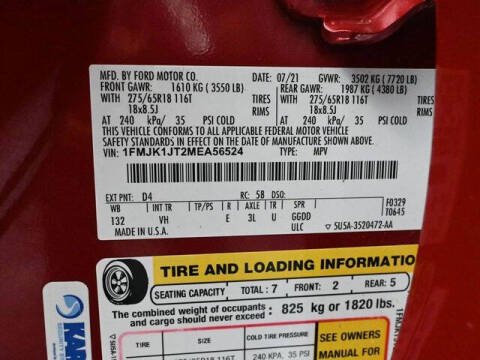 MFD. BY FORD MOTOR CO.
07/21 GVWR: 3502 KG (7720 LB)
FRONT GAWR: 1610 KG (3550 LB)
REAR GAWR: 1987 KG (4380 LB)
WITH 275/65R18 116T TIRES
18x8.5J RIMS
AT 240 kPa/ 35 PSI COLD
WITH 275/65R18 116T TIRES
18x8.5J RIMS
AT 240 kPa/ 35 PSI COLD
THIS VEHICLE CONFORMS TO ALL APPLICABLE FEDERAL MOTOR VEHICLE
SAFETY STANDARDS IN EFFECT ON THE DATE OF MANUFACTURE SHOWN ABOVE.
VIN: 1FMJK1JT2MEA56524 TYPE: MPV
EXT PNT: D4 RC: 58 DSO:
WB INT TR R AXLE TR
132 VH E 3L U
GGDD
ULC
F0329
T0645
MADE IN U.S.A.
5U5A-3520472-AA
TIRE AND LOADING INFORMATIO
SEATING CAPACITY TOTAL: 7 FRONT: 2 REAR: 5
The combined weight of occupants
and cargo should never exceed: 825 kg or 1820 lbs.
TIRE SIZE COLD TIRE PRESSURE
240 KPA, 35 PSI
SEE OWNERS
MANUAL FOR
KAR